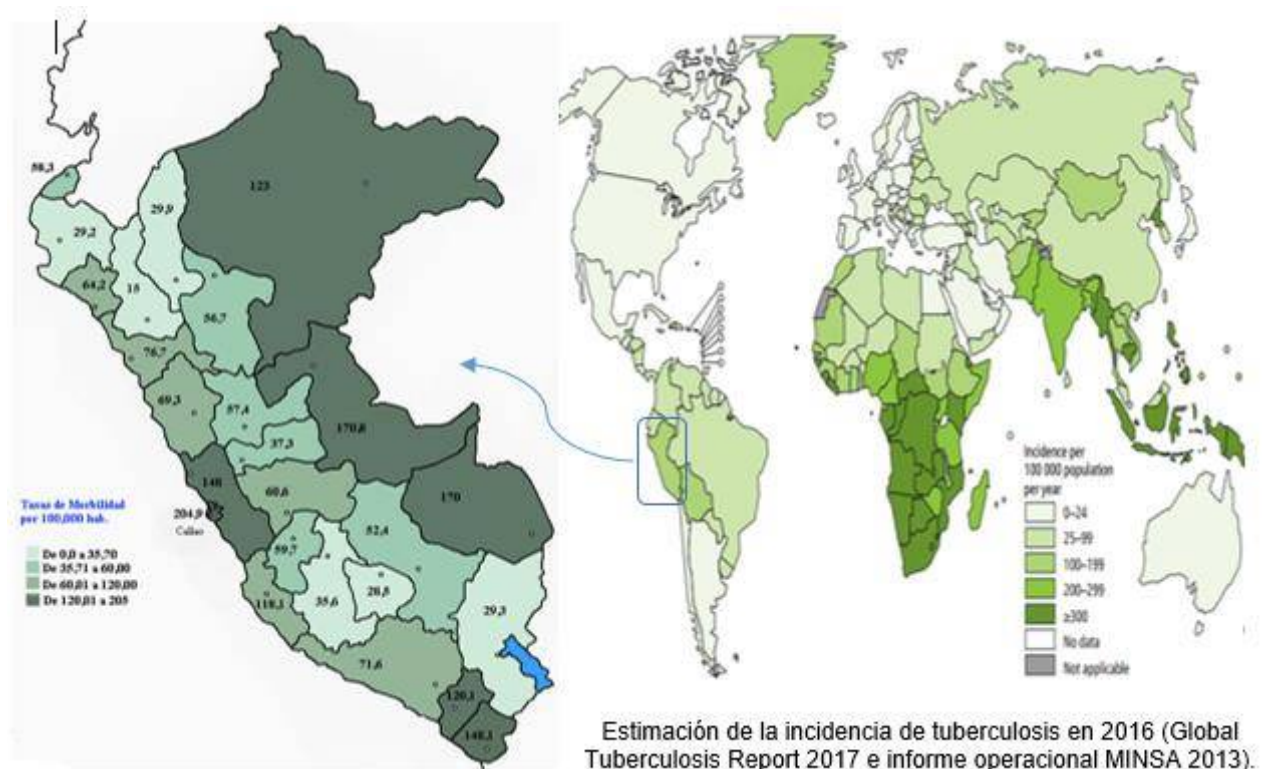 58,3
123
29,9
29,2
64,2
15
56,7
76,7
69,3
57,4
37,3
170,8
148
60,6
170
204,9
Callao
52,4
59,7
28,5
35,6
118,1
29,3
71,6
120,1
148,1
Tasas de Morbilidad
por 100,000 hab.
De 0,0 a 35,70
De 35,71 a 60,00
De 60,01 a 120,00
De 120,01 a 205
Incidence per
100 000 population
per year
0–24
25–99
100–199
200–299
≥300
No data
Not applicable
Estimación de la incidencia de tuberculosis en 2016 (Global
Tuberculosis Report 2017 e informe operacional MINSA 2013).